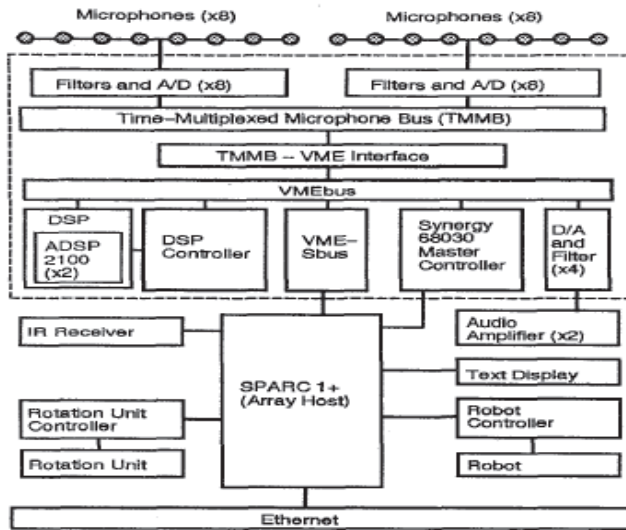 Microphones (x8)
Microphones (x8)
Filters and A/D (x8)
Filters and A/D (x8)
Time-Multiplexed Microphone Bus (TMMB)
TMMB - VME Interface
VMEbus
DSP
ADSP
2100
(x2)
DSP
Controller
VME-
Sbus
Synergy
68030
Master
Controller
D/A
and
Filter
(x4)
IR Receiver
Audio
Amplifier (x2)
SPARC 1+
(Array Host)
Text Display
Rotation Unit
Controller
Robot
Controller
Rotation Unit
Robot
Ethernet